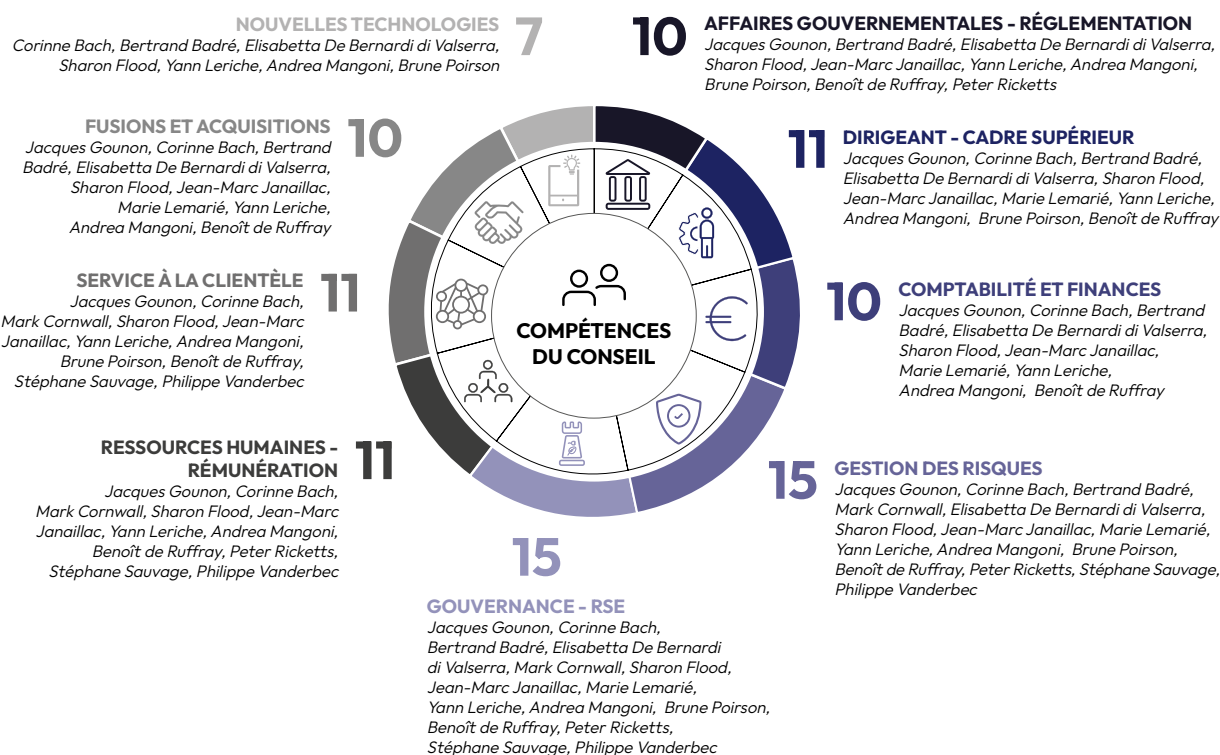 NOUVELLES TECHNOLOGIES
7
Corinne Bach, Bertrand Badré, Elisabetta De Bernardi di Valserra,
Sharon Flood, Yann Leriche, Andrea Mangoni, Brune Poirson
10
AFFAIRES GOUVERNEMENTALES - RÉGLEMENTATION
Jacques Gounon, Bertrand Badré, Elisabetta De Bernardi di Valserra,
Sharon Flood, Jean-Marc Janaillac, Yann Leriche, Andrea Mangoni,
Brune Poirson, Benoît de Ruffray, Peter Ricketts
FUSIONS ET ACQUISITIONS
10
Jacques Gounon, Corinne Bach, Bertrand
Badré, Elisabetta De Bernardi di Valserra,
Sharon Flood, Jean-Marc Janaillac,
Marie Lemarié, Yann Leriche,
Andrea Mangoni, Benoît de Ruffray
11
DIRIGEANT - CADRE SUPÉRIEUR
Jacques Gounon, Corinne Bach, Bertrand Badré,
Elisabetta De Bernardi di Valserra, Sharon Flood,
Jean-Marc Janaillac, Marie Lemarié, Yann Leriche,
Andrea Mangoni, Brune Poirson, Benoît de Ruffray
SERVICE À LA CLIENTÈLE
11
Jacques Gounon, Corinne Bach,
Mark Cornwall, Sharon Flood, Jean-Marc
Janaillac, Yann Leriche, Andrea Mangoni,
Brune Poirson, Benoît de Ruffray,
Stéphane Sauvage, Philippe Vanderbec
COMPÉTENCES
DU CONSEIL
€
10
COMPTABILITÉ ET FINANCES
Jacques Gounon, Corinne Bach, Bertrand
Badré, Elisabetta De Bernardi di Valserra,
Sharon Flood, Jean-Marc Janaillac,
Marie Lemarié, Yann Leriche,
Andrea Mangoni, Benoît de Ruffray
RESSOURCES HUMAINES -
RÉMUNÉRATION
11
Jacques Gounon, Corinne Bach,
Mark Cornwall, Sharon Flood, Jean-Marc
Janaillac, Yann Leriche, Andrea Mangoni,
Benoît de Ruffray, Peter Ricketts,
Stéphane Sauvage, Philippe Vanderbec
15
GESTION DES RISQUES
Jacques Gounon, Corinne Bach, Bertrand Badré,
Mark Cornwall, Elisabetta De Bernardi di Valserra,
Sharon Flood, Jean-Marc Janaillac, Marie Lemarié,
Yann Leriche, Andrea Mangoni, Brune Poirson,
Benoît de Ruffray, Peter Ricketts, Stéphane Sauvage,
Philippe Vanderbec
15
GOUVERNANCE - RSE
Jacques Gounon, Corinne Bach,
Bertrand Badré, Elisabetta De Bernardi
di Valserra, Mark Cornwall, Sharon Flood,
Jean-Marc Janaillac, Marie Lemarié,
Yann Leriche, Andrea Mangoni, Brune Poirson,
Benoît de Ruffray, Peter Ricketts,
Stéphane Sauvage, Philippe Vanderbec